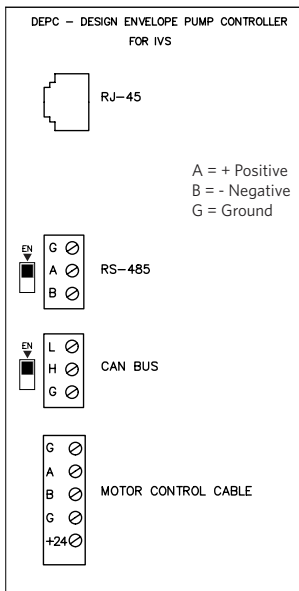 DEPC – DESIGN ENVELOPE PUMP CONTROLLER
FOR IVS
RJ–45
A = + Positive
B = - Negative
G = Ground
EN
G
A
B
RS–485
EN
L
H
G
CAN BUS
G
A
B
G
+24
MOTOR CONTROL CABLE